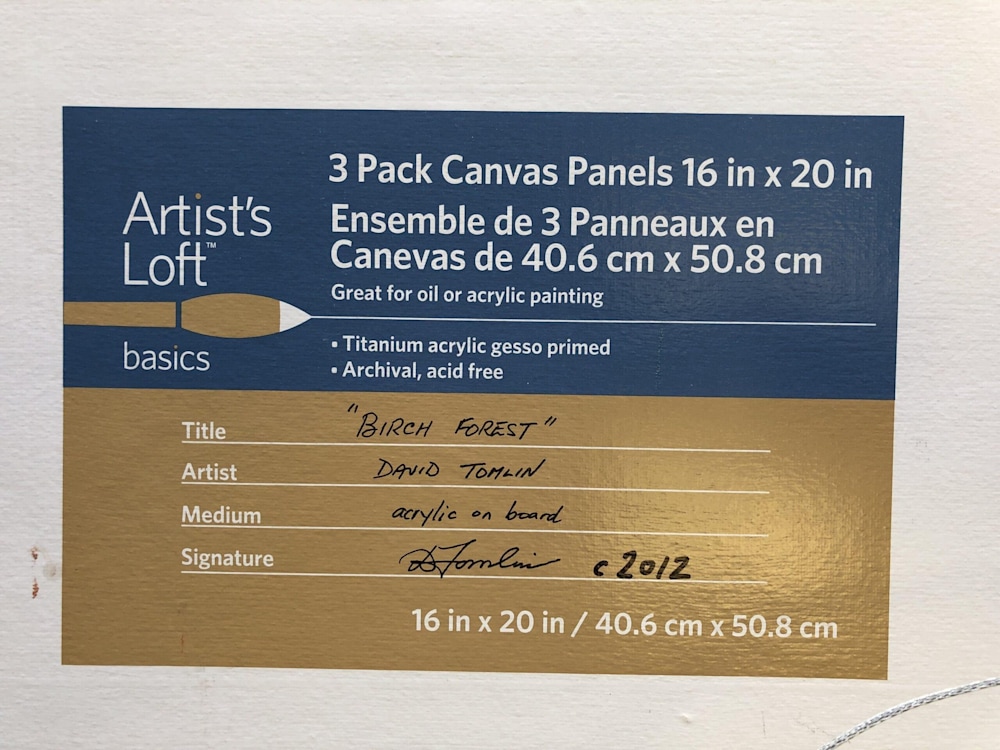 Artist's
Loft™
basics
3 Pack Canvas Panels 16 in x 20 in
Ensemble de 3 Panneaux en
Canevas de 40.6 cm x 50.8 cm
Great for oil or acrylic painting
• Titanium acrylic gesso primed
• Archival, acid free
Title "BIRCH FOREST"
Artist DAVID TOMLIN
Medium acrylic on board
Signature D Tomlin c 2012
16 in x 20 in / 40.6 cm x 50.8 cm